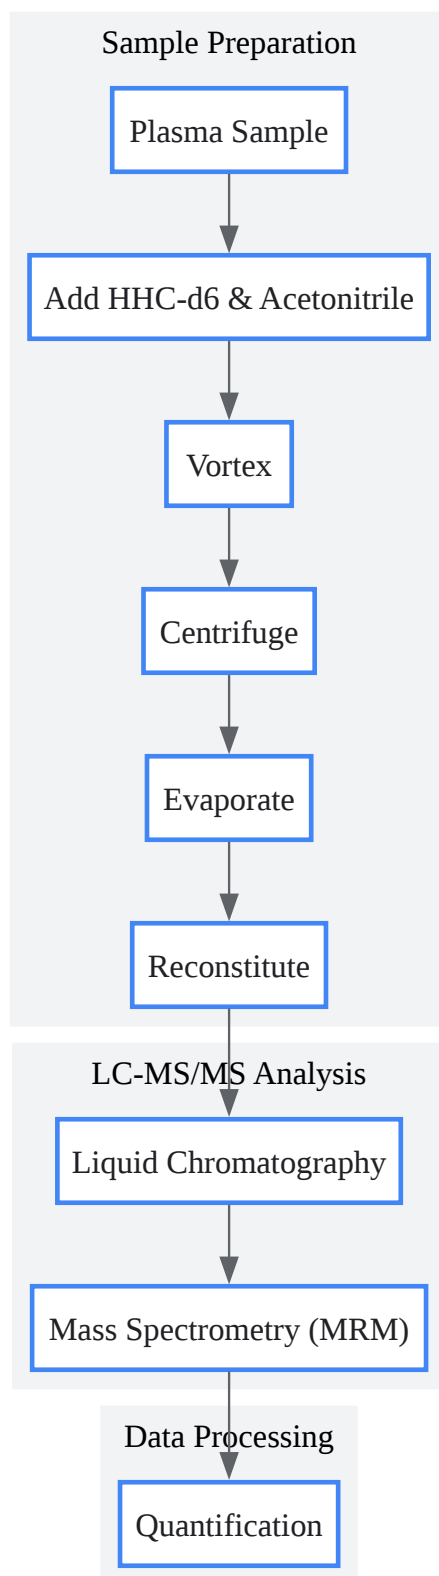 Sample Preparation
Plasma Sample
Add HHC-d6 & Acetonitrile
Vortex
Centrifuge
Evaporate
Reconstitute
LC-MS/MS Analysis
Liquid Chromatography
Mass Spectrometry (MRM)
Data Processing
Quantification